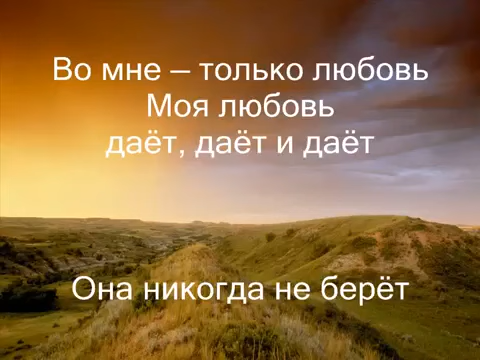 Во мне – только любовь
Моя любовь
даёт, даёт и даёт
Она никогда не берёт